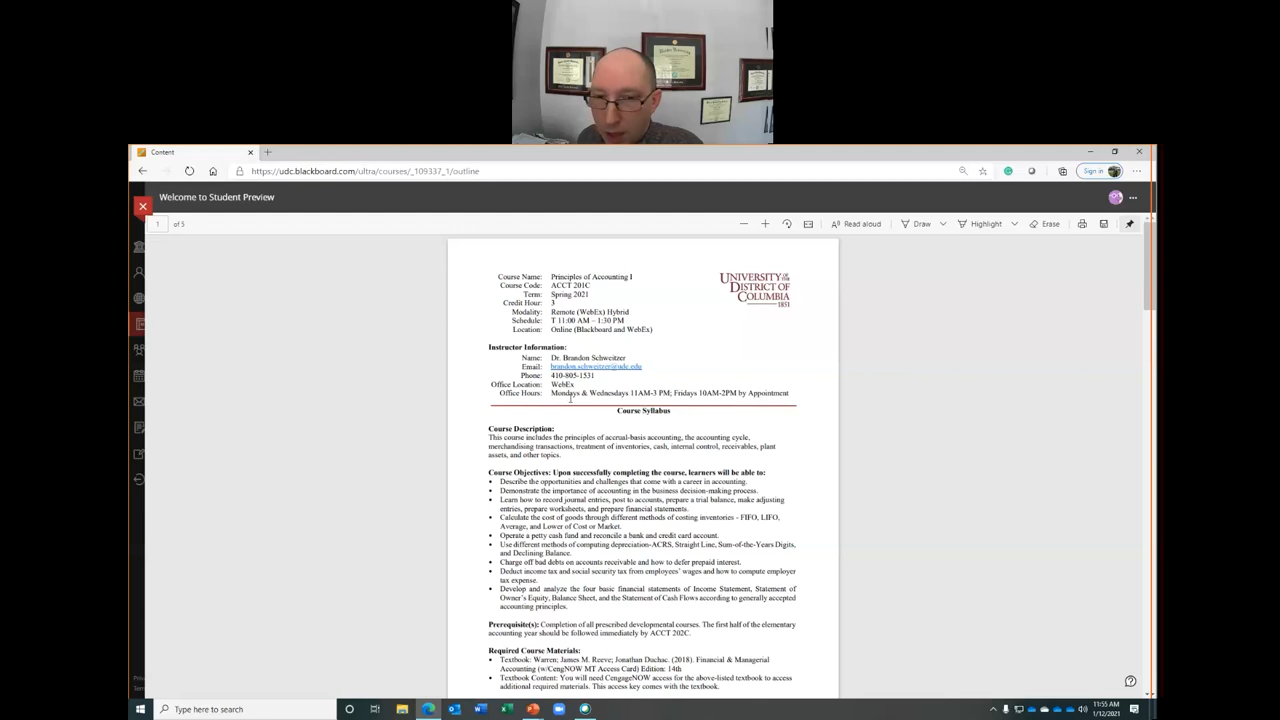 Content
https://udc.blackboard.com/ultra/courses/_109337_1/outline
Sign in
Welcome to Student Preview
1 of 5
Read aloud
Draw
Highlight
Erase
Course Name: Principles of Accounting I
Course Code: ACCT 201C
Term: Spring 2021
Credit Hour: 3
Modality: Remote (WebEx) Hybrid
Schedule: T 11:00 AM – 1:30 PM
Location: Online (Blackboard and WebEx)
UNIVERSITY OF THE
DISTRICT OF
COLUMBIA
1851
Instructor Information:
Name: Dr. Brandon Schweitzer
Email: brandon.schweitzer@udc.edu
Phone: 410-805-1531
Office Location: WebEx
Office Hours: Mondays & Wednesdays 11AM-3 PM; Fridays 10AM-2PM by Appointment
Course Syllabus
Course Description:
This course includes the principles of accrual-basis accounting, the accounting cycle,
merchandising transactions, treatment of inventories, cash, internal control, receivables, plant
assets, and other topics.
Course Objectives: Upon successfully completing the course, learners will be able to:
• Describe the opportunities and challenges that come with a career in accounting.
• Demonstrate the importance of accounting in the business decision-making process.
• Learn how to record journal entries, post to accounts, prepare a trial balance, make adjusting
entries, prepare worksheets, and prepare financial statements.
• Calculate the cost of goods through different methods of costing inventories - FIFO, LIFO,
Average, and Lower of Cost or Market.
• Operate a petty cash fund and reconcile a bank and credit card account.
• Use different methods of computing depreciation-ACRS, Straight Line, Sum-of-the-Years Digits,
and Declining Balance.
• Charge off bad debts on accounts receivable and how to defer prepaid interest.
• Deduct income tax and social security tax from employees' wages and how to compute employer
tax expense.
• Develop and analyze the four basic financial statements of Income Statement, Statement of
Owner's Equity, Balance Sheet, and the Statement of Cash Flows according to generally accepted
accounting principles.
Prerequisite(s): Completion of all prescribed developmental courses. The first half of the elementary
accounting year should be followed immediately by ACCT 202C.
Required Course Materials:
• Textbook: Warren; James M. Reeve; Jonathan Duchac. (2018). Financial & Managerial
Accounting (w/CengNOW MT Access Card) Edition: 14th
• Textbook Content: You will need CengageNOW access for the above-listed textbook to access
additional required materials. This access key comes with the textbook.
Type here to search
11:55 AM
1/12/2021